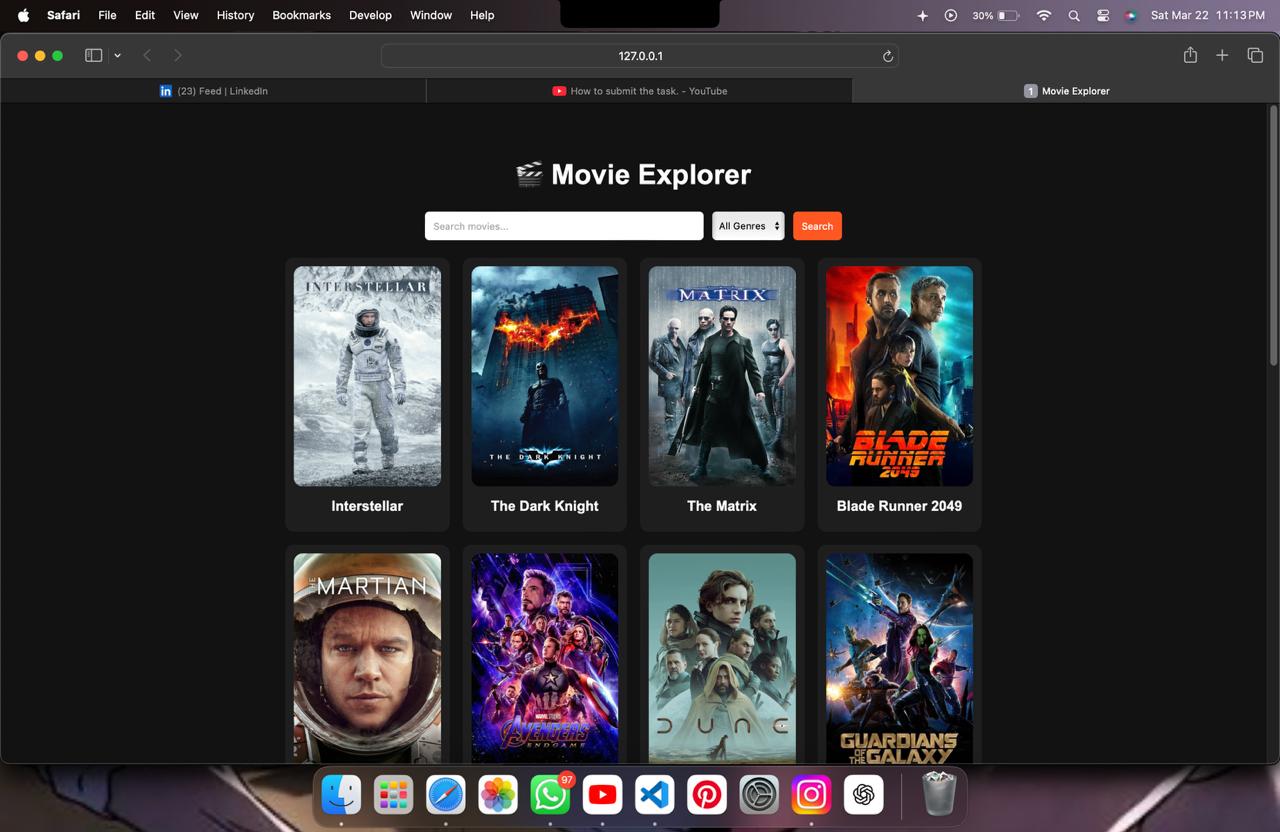 Safari File Edit View History Bookmarks Develop Window Help 30% Sat Mar 22 11:13 PM
127.0.0.1
in (23) Feed | LinkedIn How to submit the task. - YouTube 1 Movie Explorer
Movie Explorer
Search movies... All Genres Search
INTERSTELLAR
MATRIX
THE DARK KNIGHT
BLADE
RUNNER
2049
Interstellar The Dark Knight The Matrix Blade Runner 2049
THE MARTIAN
MARVEL STUDIOS
AVENGERS
ENDGAME
DUNE
GUARDIANS
OF THE GALAXY
97